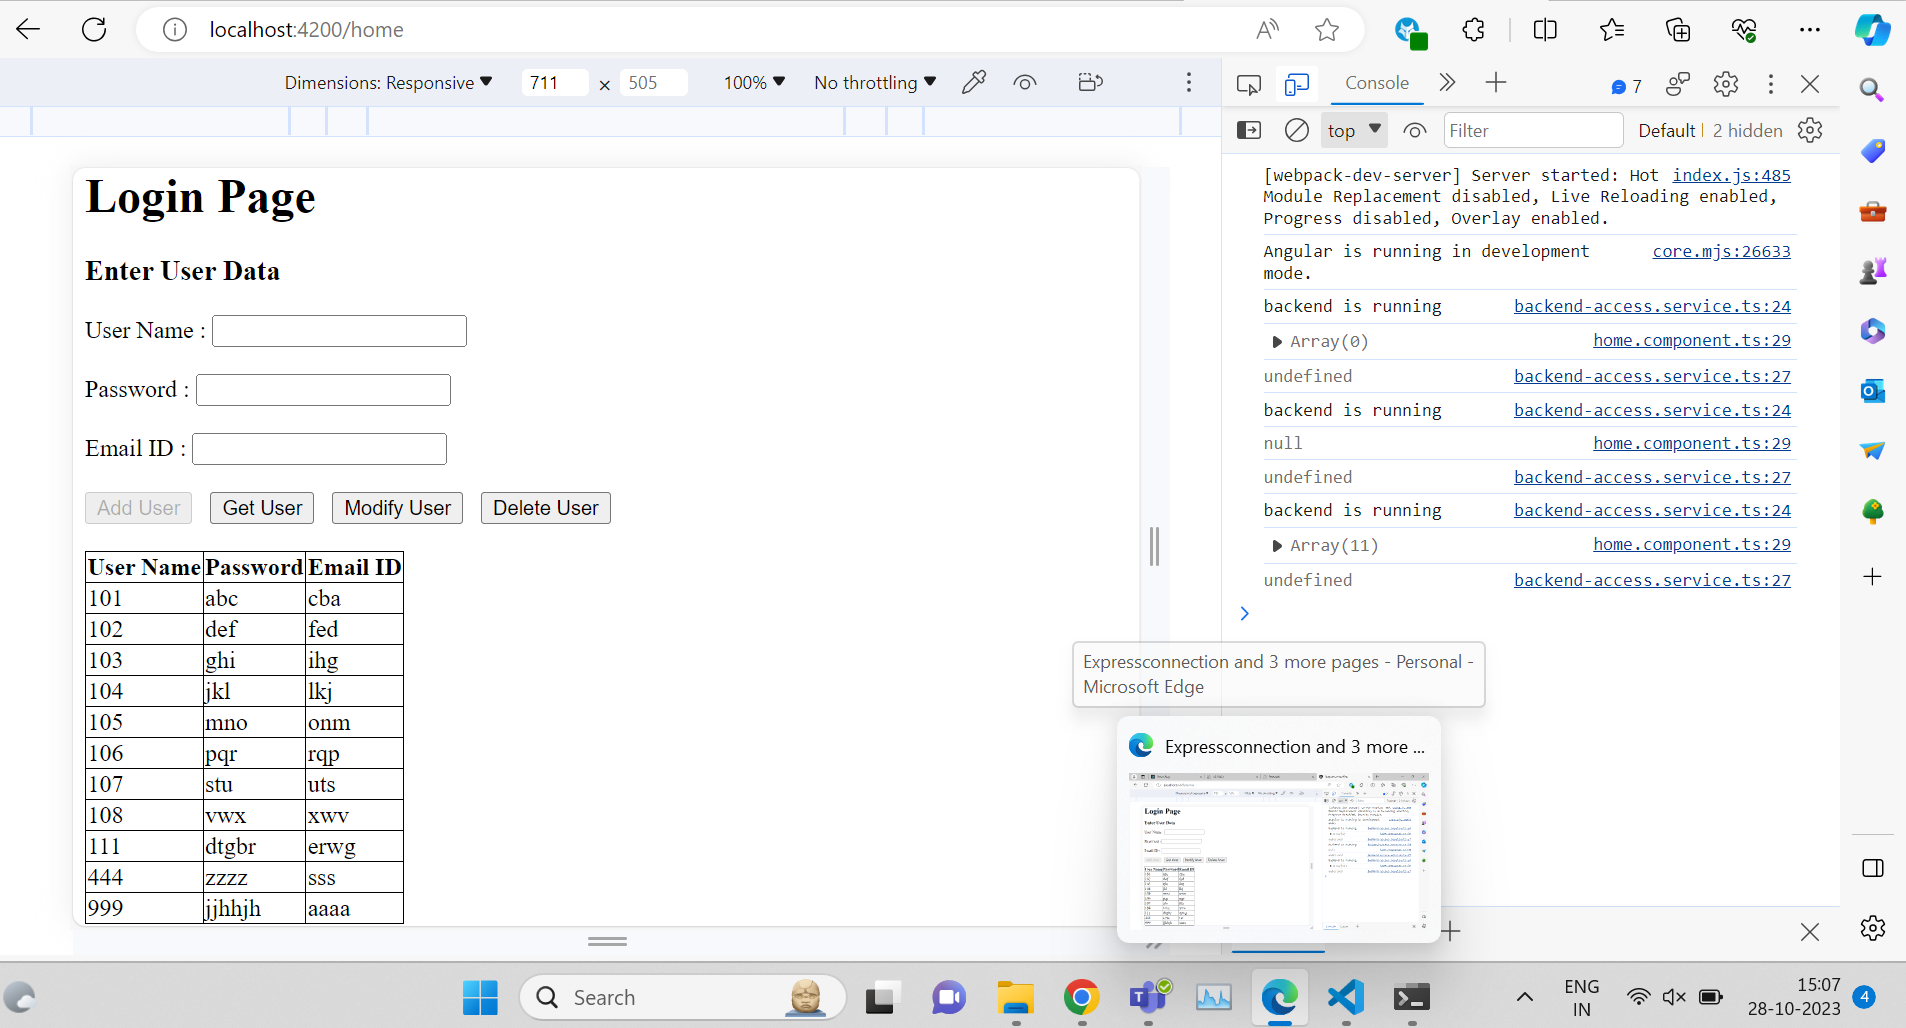 localhost:4200/home
7
Dimensions: Responsive 711 × 505 100% No throttling
Console
top Filter Default 2 hidden
[webpack-dev-server] Server started: Hot index.js:485
Module Replacement disabled, Live Reloading enabled,
Progress disabled, Overlay enabled.
Angular is running in development core.mjs:26633
mode.
backend is running backend-access.service.ts:24
Array(0) home.component.ts:29
undefined backend-access.service.ts:27
backend is running backend-access.service.ts:24
null home.component.ts:29
undefined backend-access.service.ts:27
backend is running backend-access.service.ts:24
Array(11) home.component.ts:29
undefined backend-access.service.ts:27
Login Page
Enter User Data
User Name :
Password :
Email ID :
Add User Get User Modify User Delete User
User Name Password Email ID
101 abc cba
102 def fed
103 ghi ihg
104 jkl lkj
105 mno onm
106 pqr rqp
107 stu uts
108 vwx xwv
111 dtgbr erwg
444 zzzz sss
999 jjhhjh aaaa
Expressconnection and 3 more pages - Personal -
Microsoft Edge
Expressconnection and 3 more ...
Login Page
Enter User Data
Search
ENG
IN
15:07
28-10-2023
4